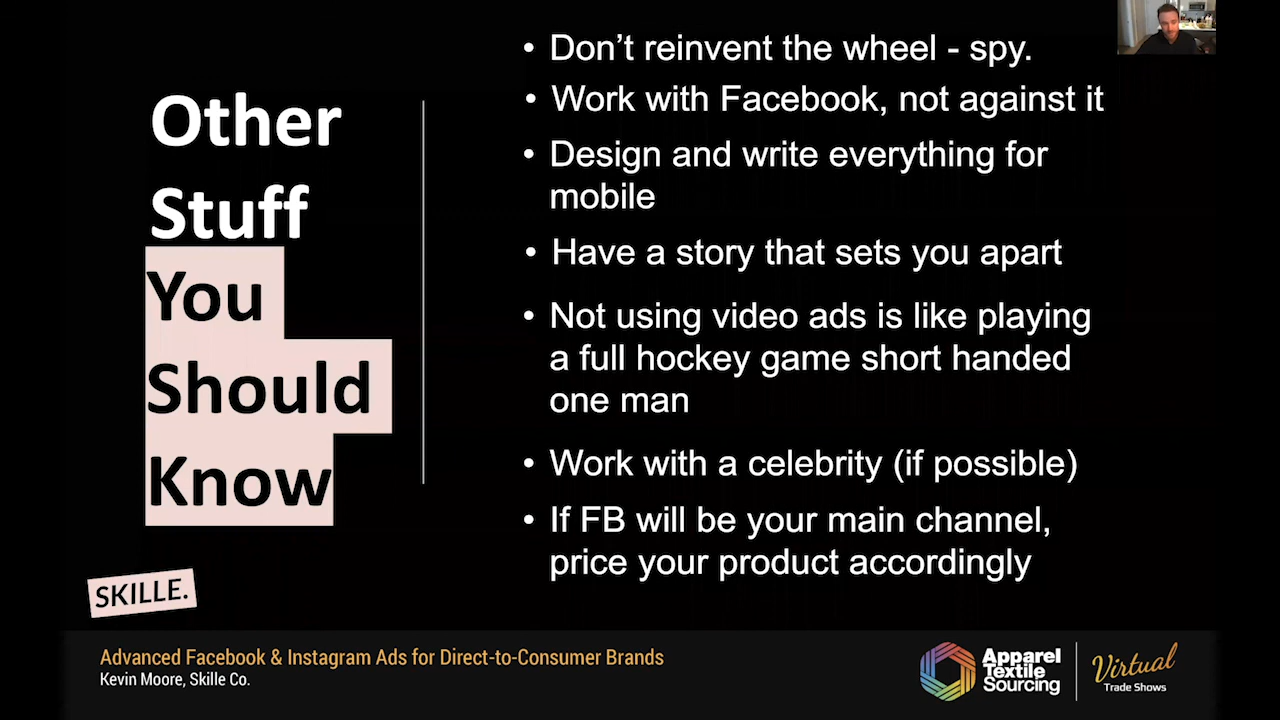 Other
Stuff
You
Should
Know
• Don’t reinvent the wheel - spy.
• Work with Facebook, not against it
• Design and write everything for
mobile
• Have a story that sets you apart
• Not using video ads is like playing
a full hockey game short handed
one man
• Work with a celebrity (if possible)
• If FB will be your main channel,
price your product accordingly
SKILLE.
Advanced Facebook & Instagram Ads for Direct-to-Consumer Brands
Kevin Moore, Skille Co.
Apparel
Textile
Sourcing
Virtual
Trade Shows